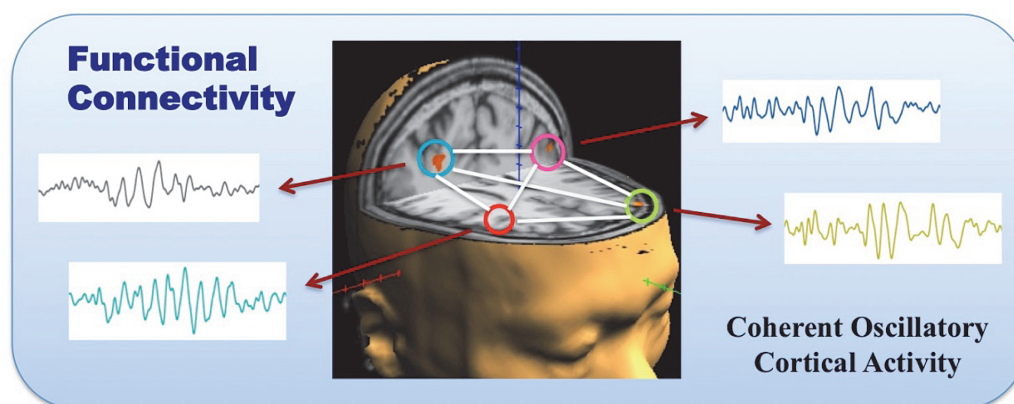 Functional
Connectivity
Coherent Oscillatory
Cortical Activity